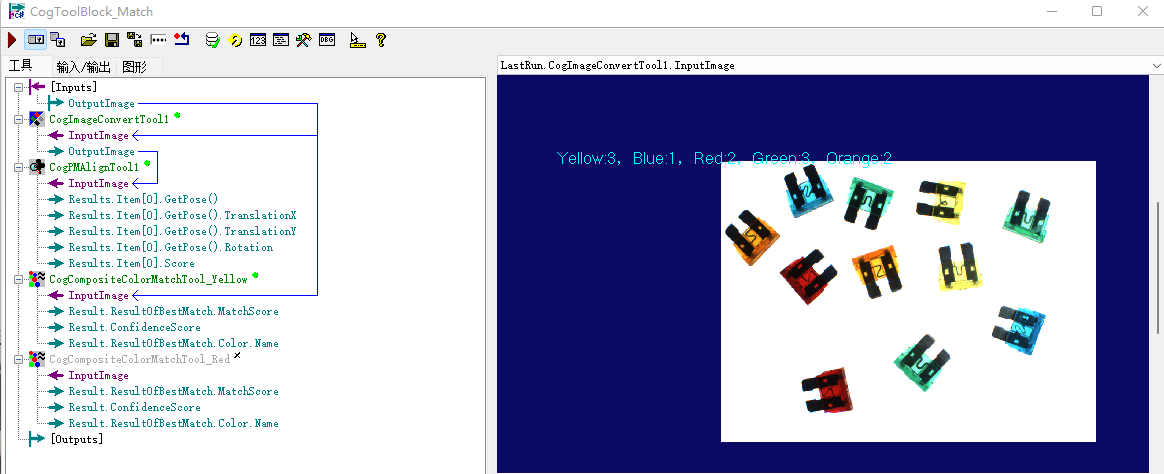 CogToolBlock_Match
工具 输入/输出 图形
LastRun.CogImageConvertTool1.InputImage
[Inputs]
OutputImage
CogImageConvertTool1
InputImage
OutputImage
CogPMAlignTool1
InputImage
Results.Item[0].GetPose()
Results.Item[0].GetPose().TranslationX
Results.Item[0].GetPose().TranslationY
Results.Item[0].GetPose().Rotation
Results.Item[0].Score
CogCompositeColorMatchTool_Yellow
InputImage
Result.ResultOfBestMatch.MatchScore
Result.ConfidenceScore
Result.ResultOfBestMatch.Color.Name
CogCompositeColorMatchTool_Red
InputImage
Result.ResultOfBestMatch.MatchScore
Result.ConfidenceScore
Result.ResultOfBestMatch.Color.Name
[Outputs]
Yellow:3, Blue:1, Red:2, Green:3, Orange:2